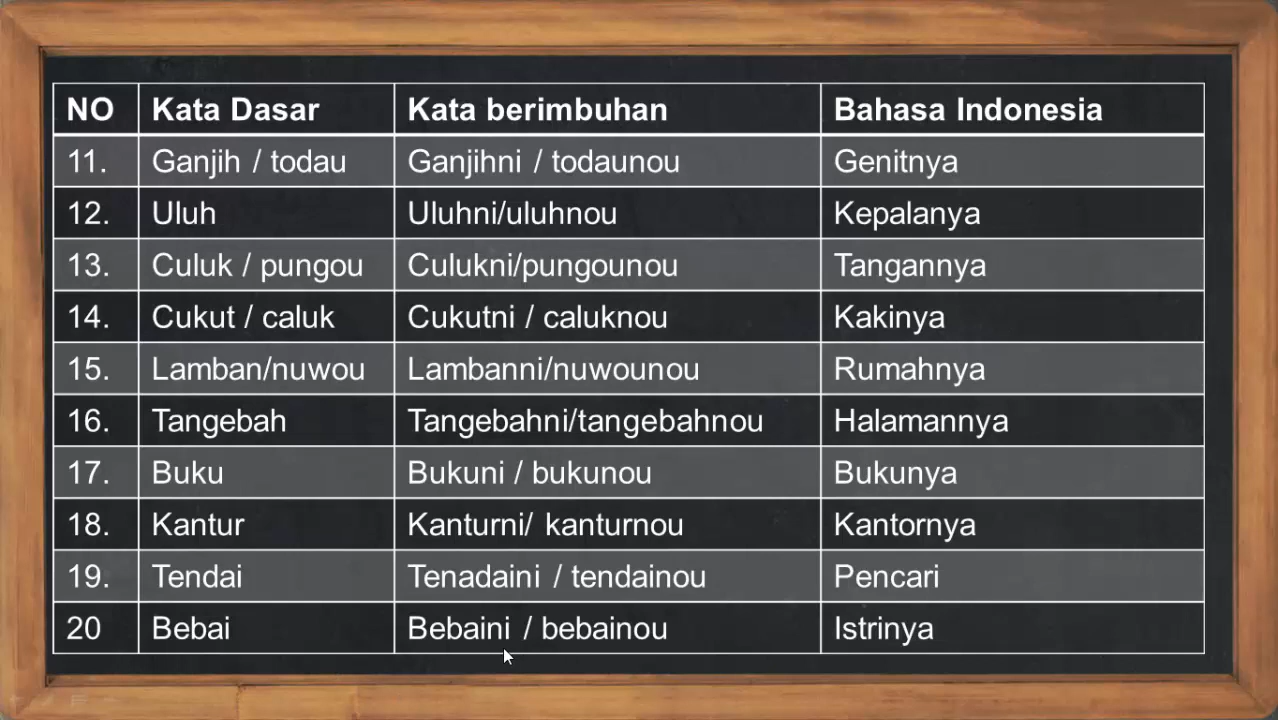 NO Kata Dasar Kata berimbuhan Bahasa Indonesia
11. Ganjih / todau Ganjihni / todaunou Genitnya
12. Uluh Uluhni/uluhnou Kepalanya
13. Culuk / pungou Culukni/pungounou Tangannya
14. Cukut / caluk Cukutni / caluknou Kakinya
15. Lamban/nuwou Lambanni/nuwounou Rumahnya
16. Tangebah Tangebahni/tangebahnou Halamannya
17. Buku Bukuni / bukunou Bukunya
18. Kantur Kanturni/ kanturnou Kantornya
19. Tendai Tenadaini / tendainou Pencari
20 Bebai Bebaini / bebainou Istrinya